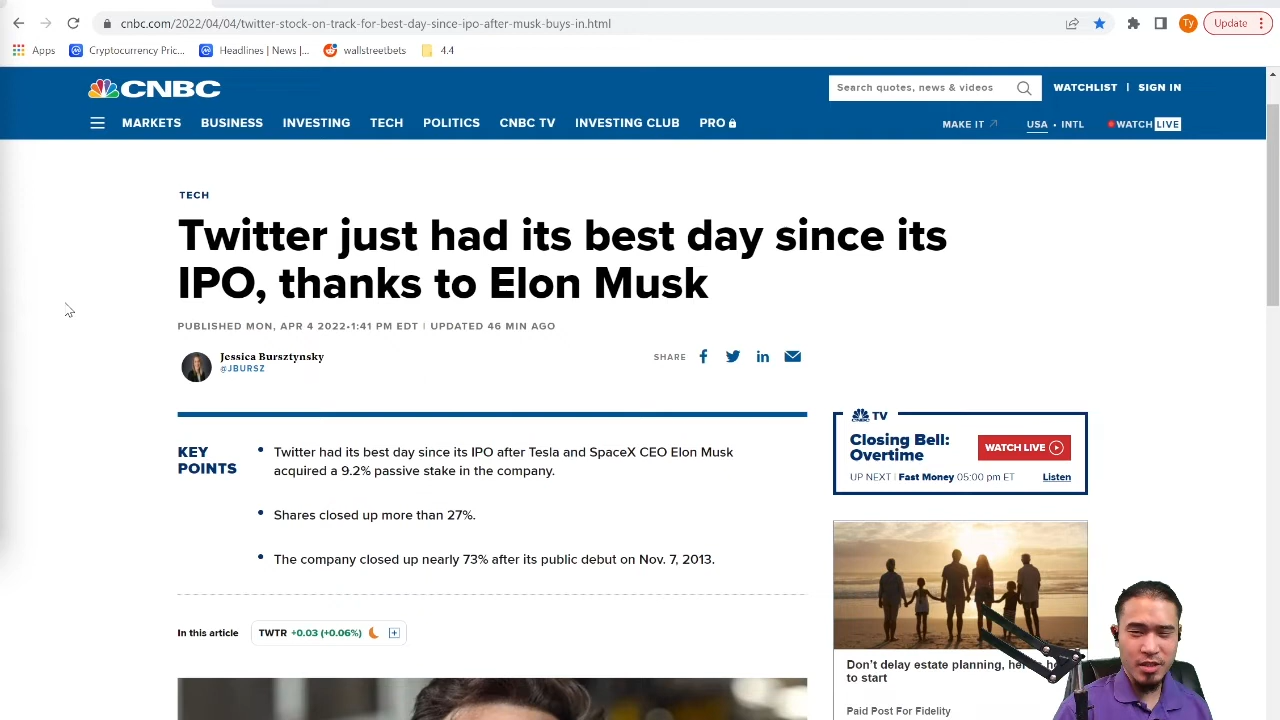 cnbc.com/2022/04/04/twitter-stock-on-track-for-best-day-since-ipo-after-musk-buys-in.html
Ty
Update
Apps
Cryptocurrency Pric...
Headlines | News |...
wallstreetbets
4.4
CNBC
Search quotes, news & videos
WATCHLIST | SIGN IN
MARKETS BUSINESS INVESTING TECH POLITICS CNBC TV INVESTING CLUB PRO
MAKE IT USA • INTL WATCH LIVE
TECH
Twitter just had its best day since its
IPO, thanks to Elon Musk
PUBLISHED MON, APR 4 2022•1:41 PM EDT | UPDATED 46 MIN AGO
Jessica Bursztynsky
@JBURSZ
SHARE
KEY
POINTS
Twitter had its best day since its IPO after Tesla and SpaceX CEO Elon Musk
acquired a 9.2% passive stake in the company.
Shares closed up more than 27%.
The company closed up nearly 73% after its public debut on Nov. 7, 2013.
In this article
TWTR +0.03 (+0.06%)
CNBC TV
Closing Bell:
Overtime
WATCH LIVE
UP NEXT | Fast Money 05:00 pm ET
Listen
Don't delay estate planning,
to start
Paid Post For Fidelity